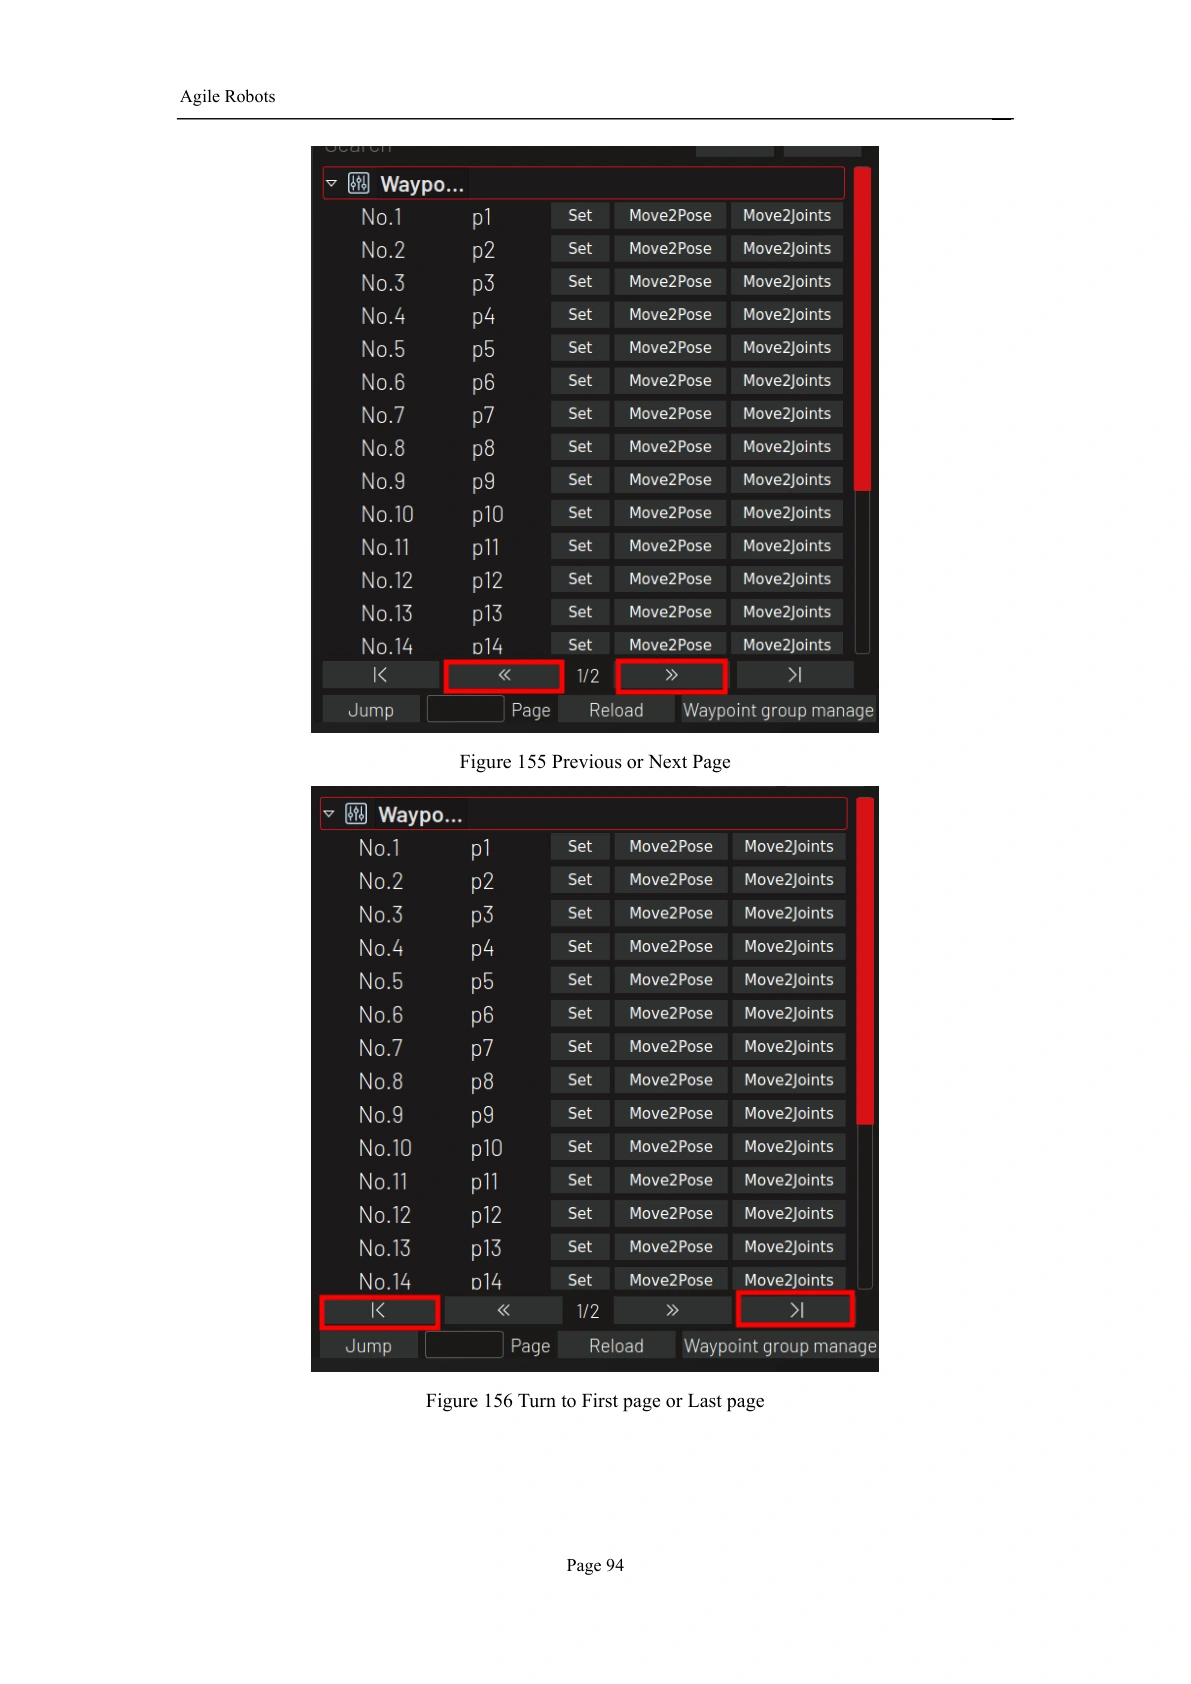 Agile Robots
Search
Waypo...
No.1 p1 Set Move2Pose Move2Joints
No.2 p2 Set Move2Pose Move2Joints
No.3 p3 Set Move2Pose Move2Joints
No.4 p4 Set Move2Pose Move2Joints
No.5 p5 Set Move2Pose Move2Joints
No.6 p6 Set Move2Pose Move2Joints
No.7 p7 Set Move2Pose Move2Joints
No.8 p8 Set Move2Pose Move2Joints
No.9 p9 Set Move2Pose Move2Joints
No.10 p10 Set Move2Pose Move2Joints
No.11 p11 Set Move2Pose Move2Joints
No.12 p12 Set Move2Pose Move2Joints
No.13 p13 Set Move2Pose Move2Joints
No.14 p14 Set Move2Pose Move2Joints
|< « 1/2 » >|
Jump Page Reload Waypoint group manage
Figure 155 Previous or Next Page
Waypo...
No.1 p1 Set Move2Pose Move2Joints
No.2 p2 Set Move2Pose Move2Joints
No.3 p3 Set Move2Pose Move2Joints
No.4 p4 Set Move2Pose Move2Joints
No.5 p5 Set Move2Pose Move2Joints
No.6 p6 Set Move2Pose Move2Joints
No.7 p7 Set Move2Pose Move2Joints
No.8 p8 Set Move2Pose Move2Joints
No.9 p9 Set Move2Pose Move2Joints
No.10 p10 Set Move2Pose Move2Joints
No.11 p11 Set Move2Pose Move2Joints
No.12 p12 Set Move2Pose Move2Joints
No.13 p13 Set Move2Pose Move2Joints
No.14 p14 Set Move2Pose Move2Joints
|< « 1/2 » >|
Jump Page Reload Waypoint group manage
Figure 156 Turn to First page or Last page
Page 94